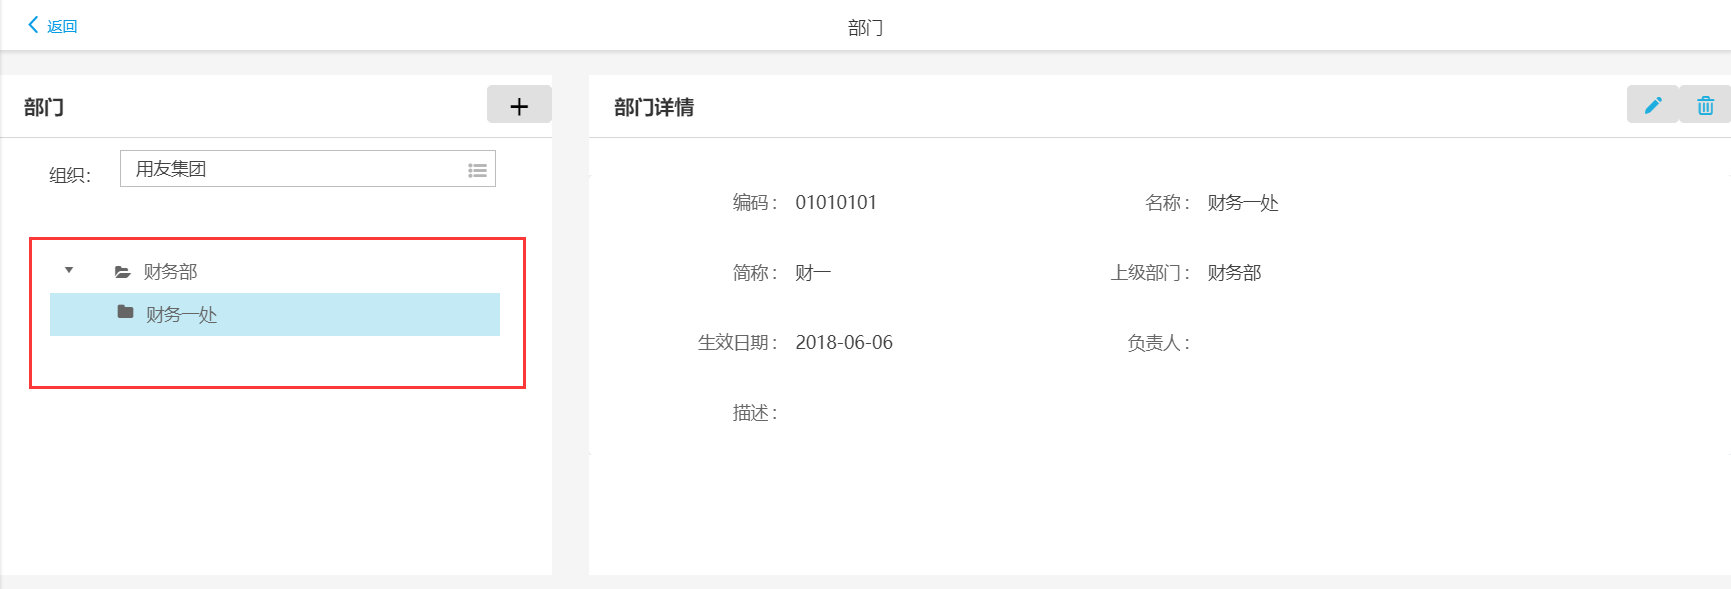 返回
部门
部门
部门详情
组织：
用友集团
财务部
财务一处
编码： 01010101 名称： 财务一处
简称： 财一 上级部门： 财务部
生效日期： 2018-06-06 负责人：
描述：